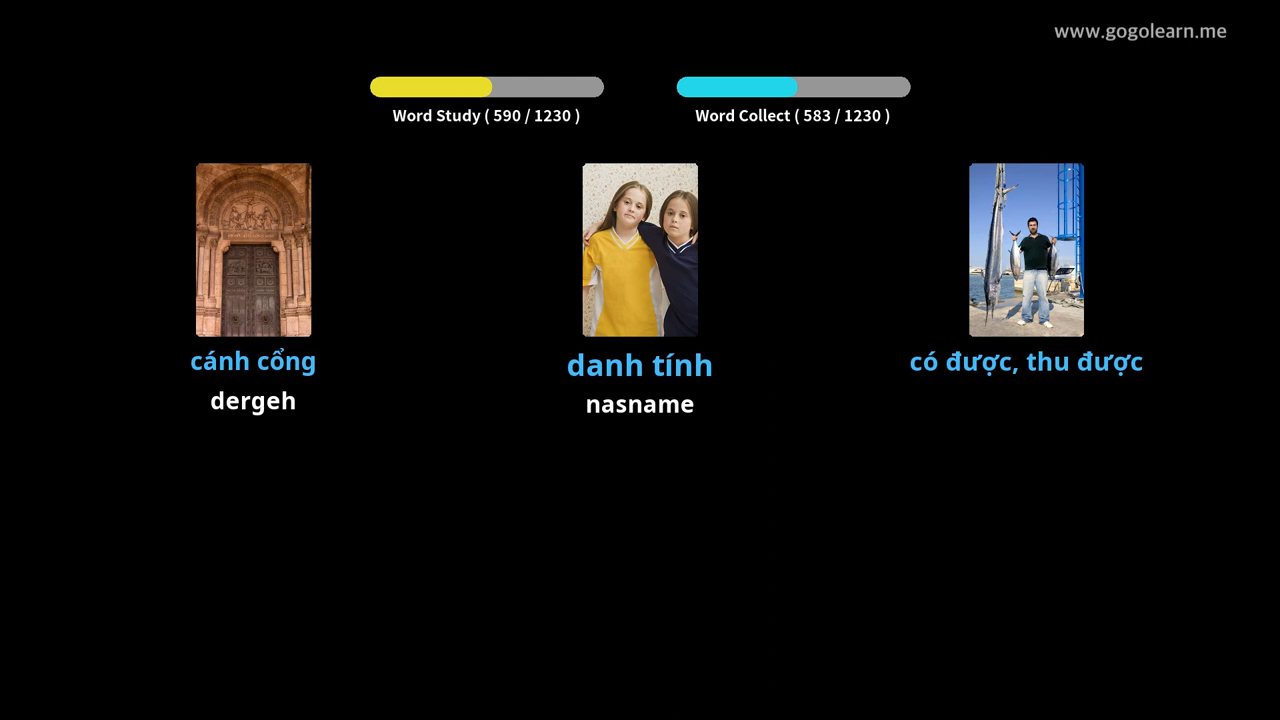 www.gogolearn.me
Word Study ( 590 / 1230 )
Word Collect ( 583 / 1230 )
cánh cổng
dergeh
danh tính
nasname
có được, thu được